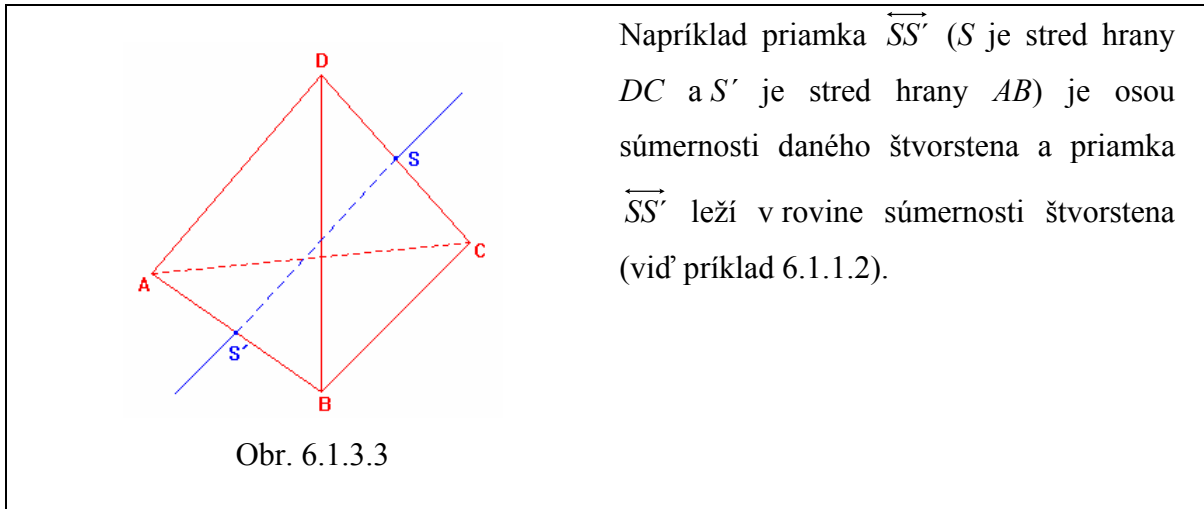 D
S
C
A
S´
B
Obr. 6.1.3.3
Napríklad priamka SS´ (S je stred hrany
DC a S´ je stred hrany AB) je osou
súmernosti daného štvorstena a priamka
SS´ leží v rovine súmernosti štvorstena
(viď príklad 6.1.1.2).